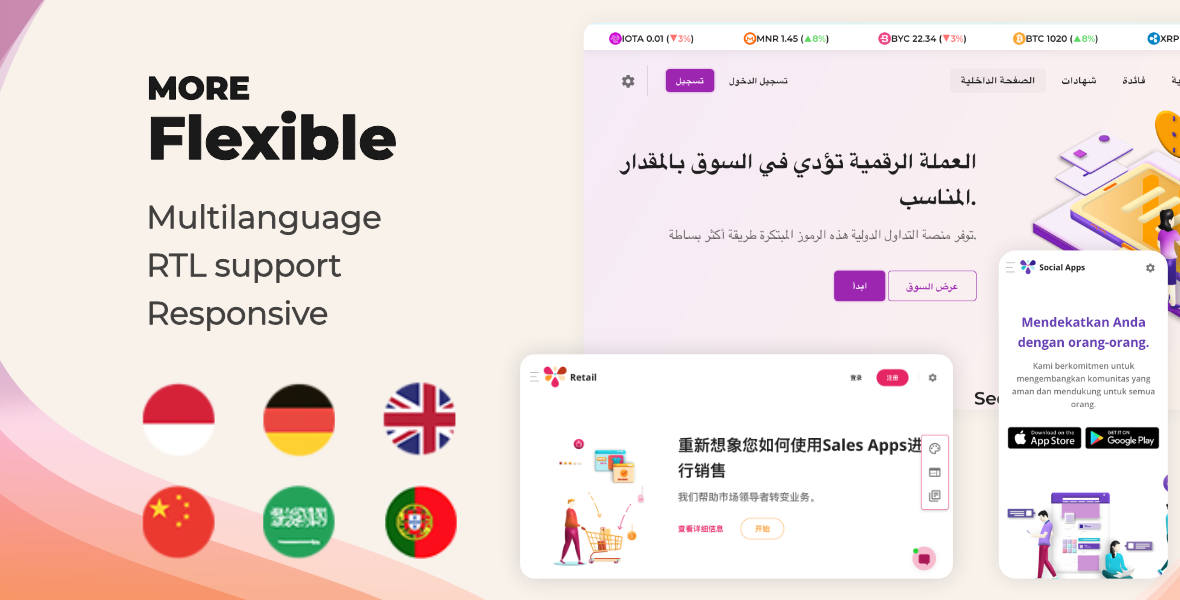 MORE
Flexible
Multilanguage
RTL support
Responsive
IOTA 0.01 (▼3%)
MNR 1.45 (▲8%)
BYC 22.34 (▼3%)
BTC 1020 (▲8%)
XRP
تسجيل
تسجيل الدخول
الصفحة الداخلية
شهادات
فائدة
العملة الرقمية تؤدي في السوق بالمقدار
المناسب.
توفر منصة التداول الدولية هذه الرموز المبتكرة طريقة أكثر بساطة.
ابدأ
عرض السوق
Social Apps
Mendekatkan Anda
dengan orang-orang.
Kami berkomitmen untuk
mengembangkan komunitas yang
aman dan mendukung untuk semua
orang.
Download on the
App Store
GET IT ON
Google Play
Retail
登录
注册
重新想象您如何使用Sales Apps进
行销售
我们帮助市场领导者转变业务。
查看详细信息
开始